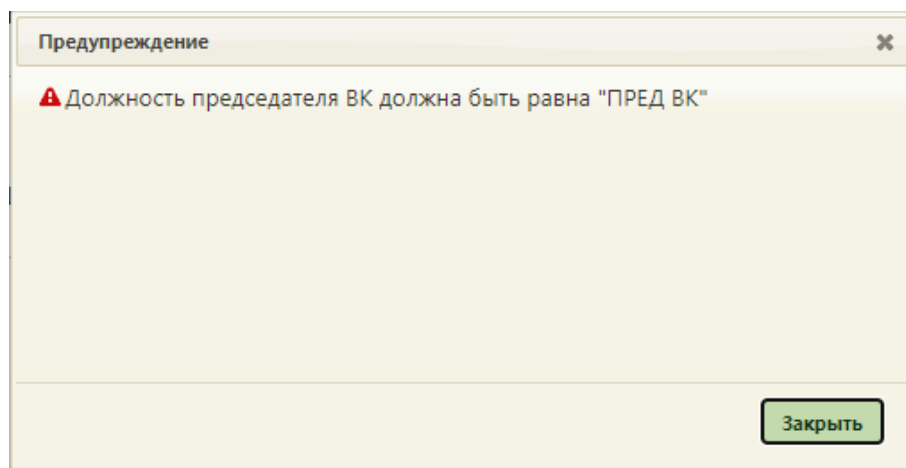 Предупреждение
Должность председателя ВК должна быть равна "ПРЕД ВК"
Закрыть